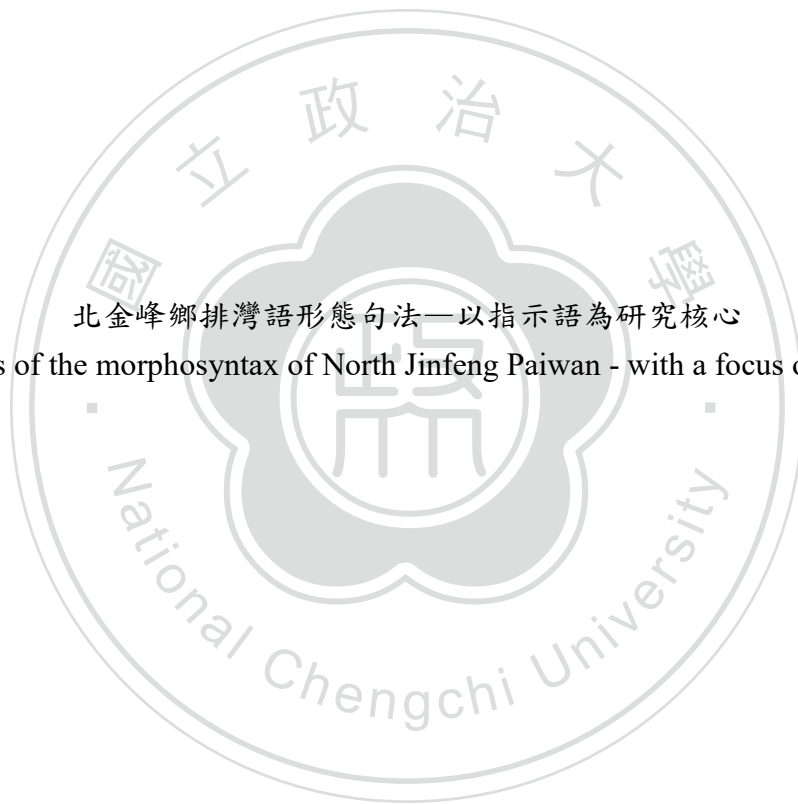 國立政治大學
北金峰鄉排灣語形態句法—以指示語為研究核心
of the morphosyntax of North Jinfeng Paiwan - with a focus
National Chengchi University